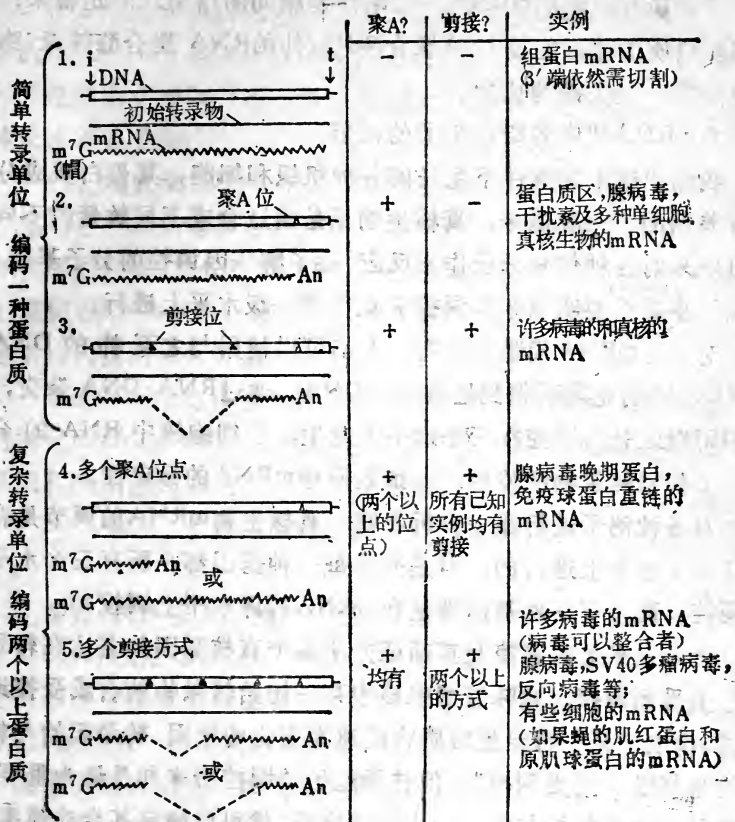 聚A? 剪接? 实例
1. i t
↓DNA ↓
初始转录物
mRNA
m⁷G
(帽)
− − 组蛋白mRNA
(3′端依然需切割)
简单转录单位 编码一种蛋白质
2. 聚A位
m⁷G An
+ − 蛋白质区,腺病毒,
干扰素及多种单细胞
真核生物的mRNA
3. 剪接位
m⁷G An
+ + 许多病毒的和真核的
mRNA
复杂转录单位 编码两个以上蛋白质
4.多个聚A位点
m⁷G An
或
m⁷G An
+
(两个以
上的位
点)
+
所有已知
实例均有
剪接
腺病毒晚期蛋白,
免疫球蛋白重链的
mRNA
5.多个剪接方式
m⁷G An
或
m⁷G An
+
均有
+
两个以上
的方式
许多病毒的mRNA
(病毒可以整合者)
腺病毒,SV40多瘤病毒,
反向病毒等;
有些细胞的mRNA
(如果蝇的肌红蛋白和
原肌球蛋白的mRNA)